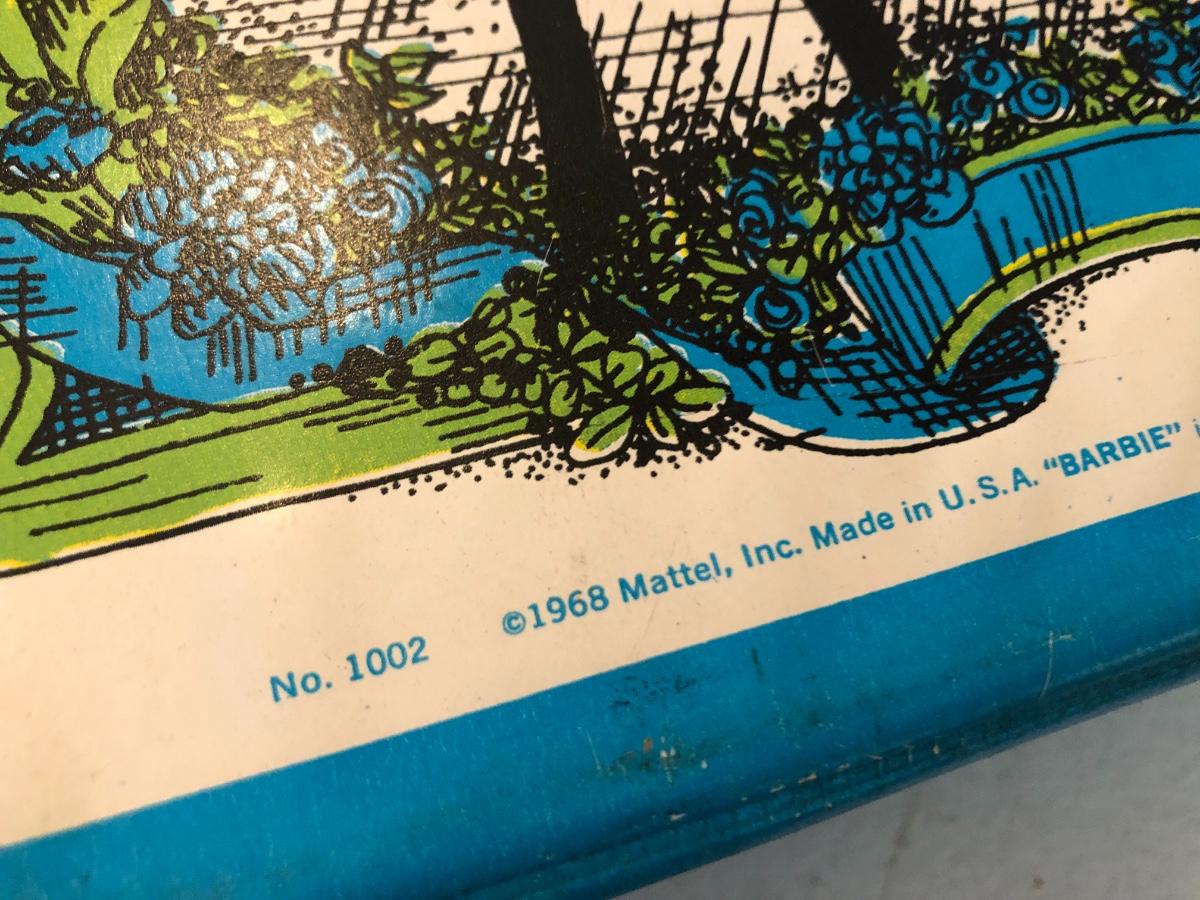 No. 1002 ©1968 Mattel, Inc. Made in U.S.A. “BARBIE”